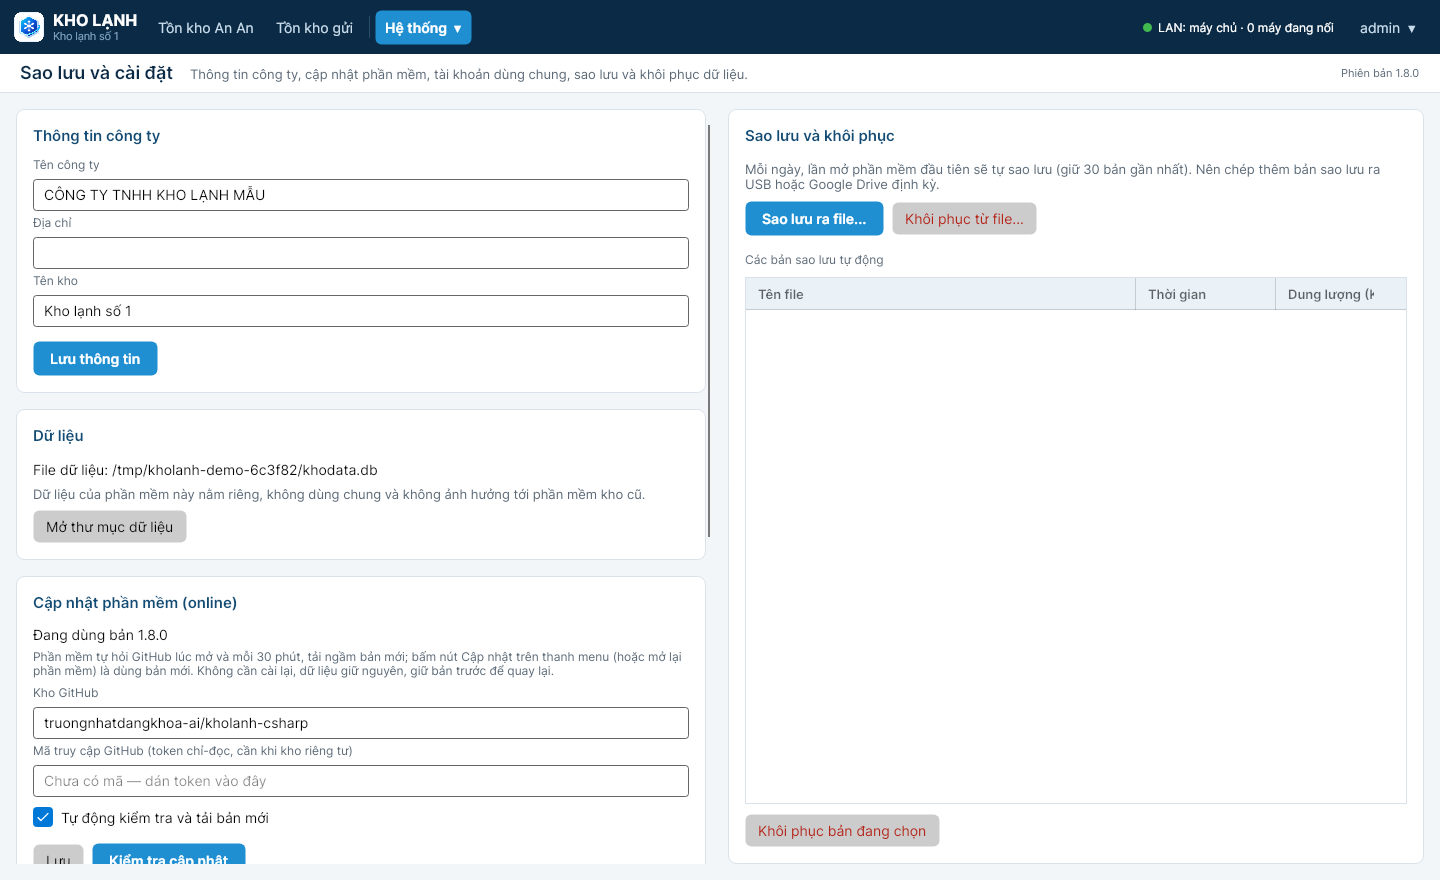 KHO LẠNH
Kho lạnh số 1
Tồn kho An An
Tồn kho gửi
Hệ thống ▾
LAN: máy chủ · 0 máy đang nối
admin ▾
Sao lưu và cài đặt
Thông tin công ty, cập nhật phần mềm, tài khoản dùng chung, sao lưu và khôi phục dữ liệu.
Phiên bản 1.8.0
Thông tin công ty
Tên công ty
CÔNG TY TNHH KHO LẠNH MẪU
Địa chỉ
Tên kho
Kho lạnh số 1
Lưu thông tin
Dữ liệu
File dữ liệu: /tmp/kholanh-demo-6c3f82/khodata.db
Dữ liệu của phần mềm này nằm riêng, không dùng chung và không ảnh hưởng tới phần mềm kho cũ.
Mở thư mục dữ liệu
Cập nhật phần mềm (online)
Đang dùng bản 1.8.0
Phần mềm tự hỏi GitHub lúc mở và mỗi 30 phút, tải ngầm bản mới; bấm nút Cập nhật trên thanh menu (hoặc mở lại
phần mềm) là dùng bản mới. Không cần cài lại, dữ liệu giữ nguyên, giữ bản trước để quay lại.
Kho GitHub
truongnhatdangkhoa-ai/kholanh-csharp
Mã truy cập GitHub (token chỉ-đọc, cần khi kho riêng tư)
Chưa có mã — dán token vào đây
Tự động kiểm tra và tải bản mới
Lưu
Kiểm tra cập nhật
Sao lưu và khôi phục
Mỗi ngày, lần mở phần mềm đầu tiên sẽ tự sao lưu (giữ 30 bản gần nhất). Nên chép thêm bản sao lưu ra
USB hoặc Google Drive định kỳ.
Sao lưu ra file...
Khôi phục từ file...
Các bản sao lưu tự động
Tên file
Thời gian
Dung lượng (K
Khôi phục bản đang chọn